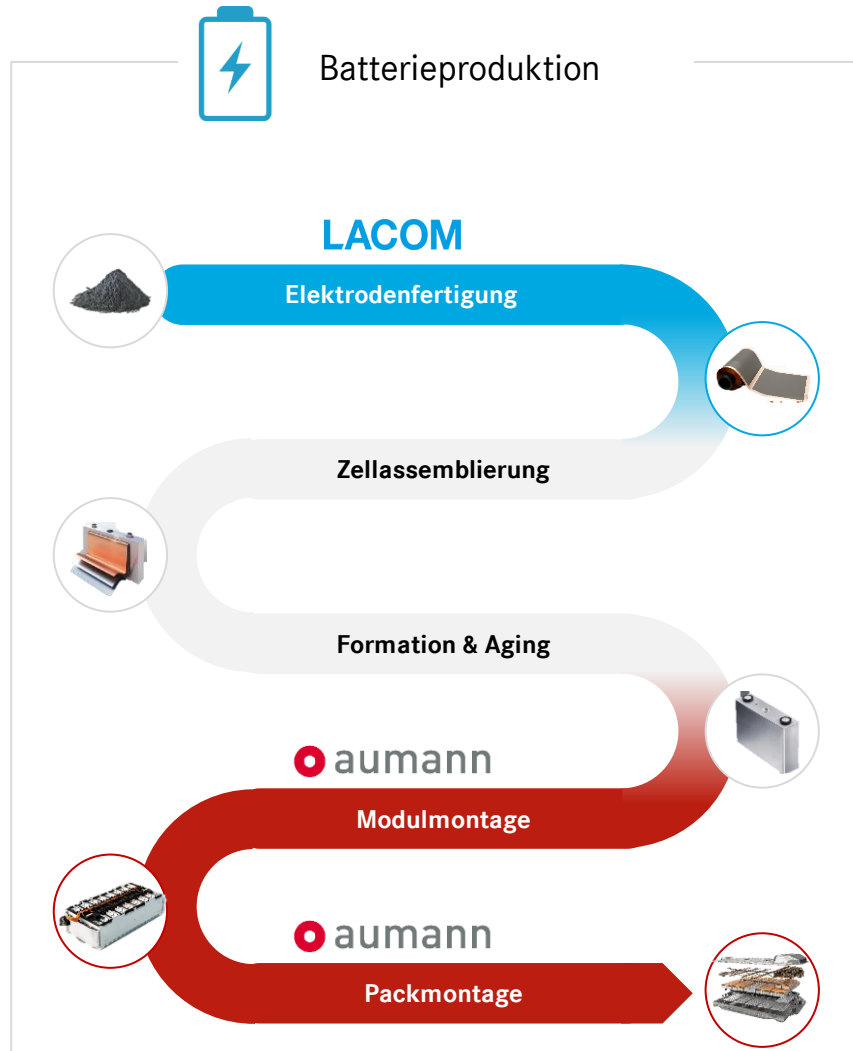 Batterieproduktion
LACOM
Elektrodenfertigung
Zellassemblierung
Formation & Aging
aumann
Modulmontage
aumann
Packmontage